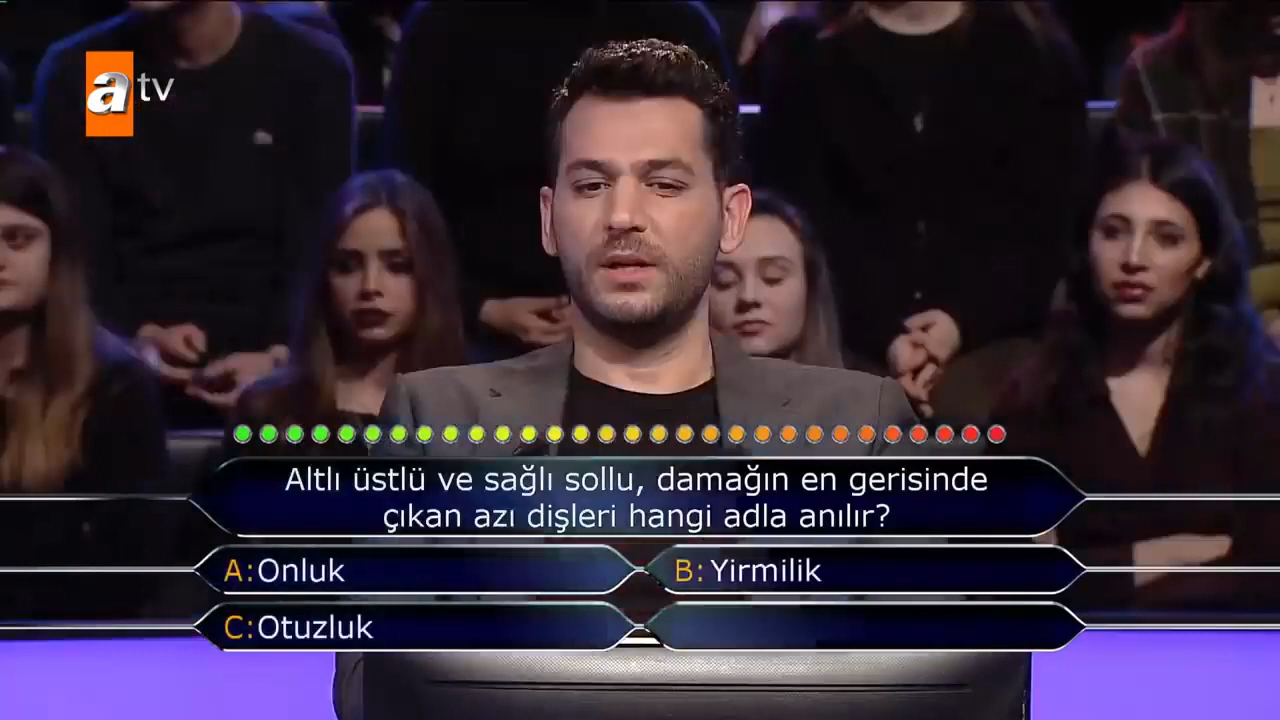 atv
Altlı üstlü ve sağlı sollu, damağın en gerisinde
çıkan azı dişleri hangi adla anılır?
A: Onluk
B: Yirmilik
C: Otuzluk